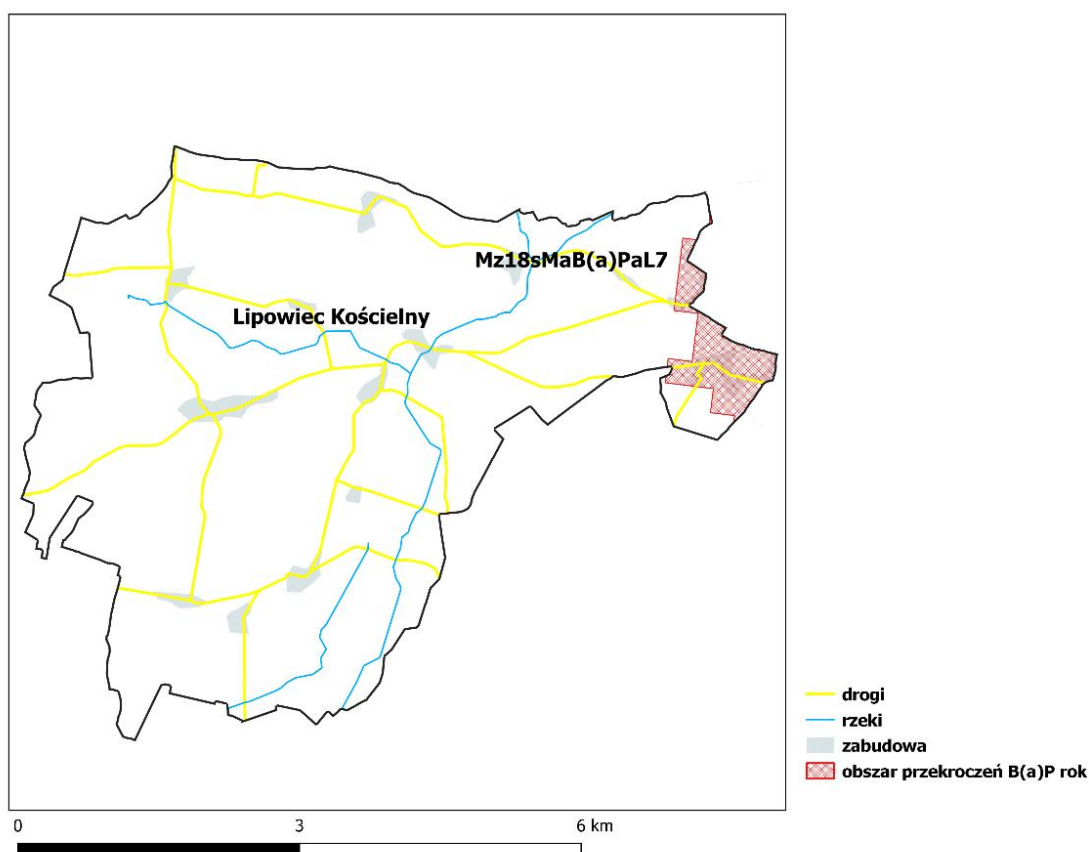 Mz18sMaB(a)PaL7
Lipowiec Kościelny
drogi
rzeki
zabudowa
obszar przekroczeń B(a)P rok
0 3 6 km